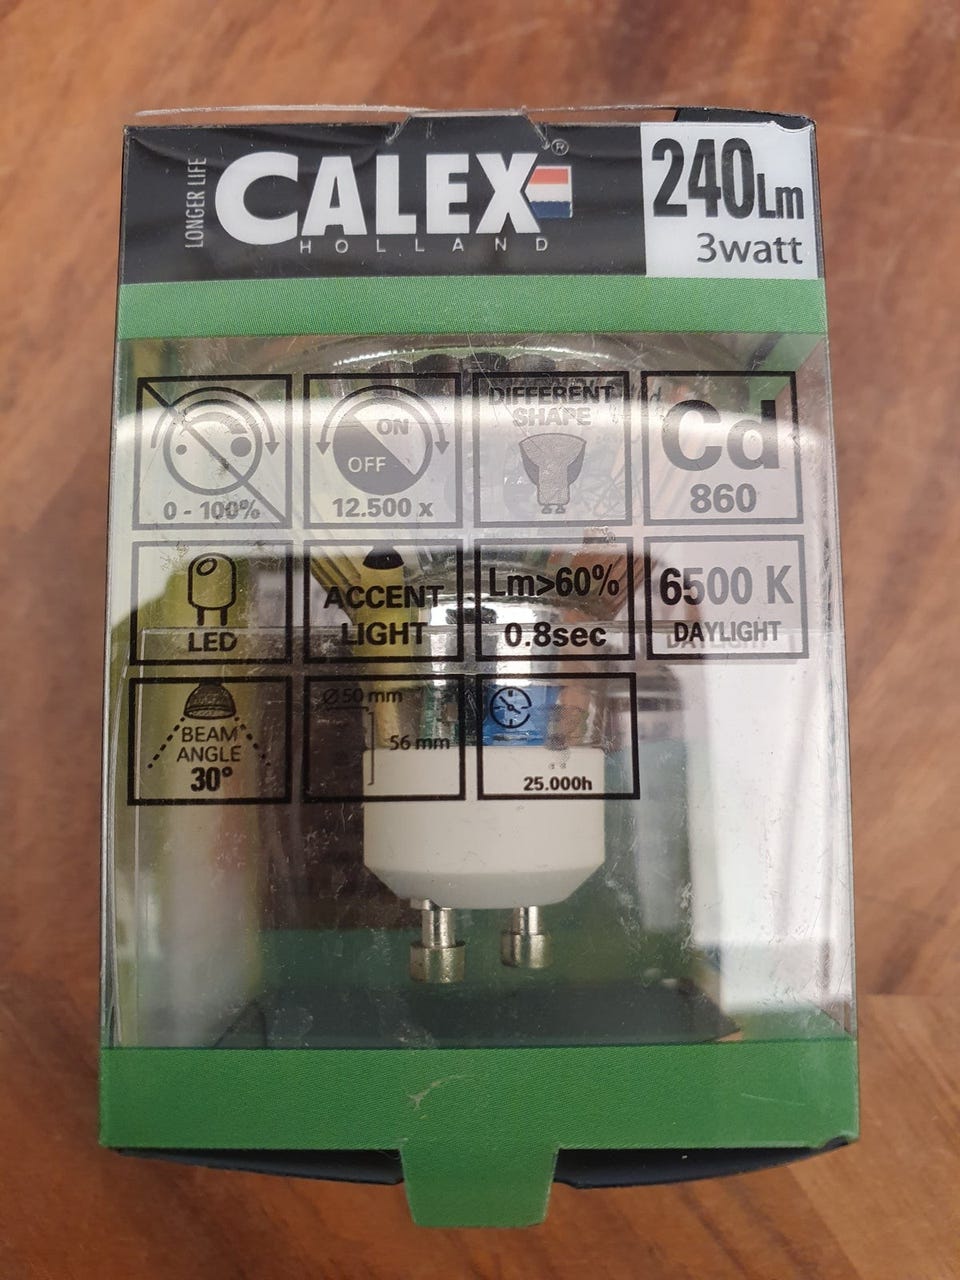 LONGER LIFE
CALEX®
HOLLAND
240Lm
3watt
0 - 100%
ON
OFF
12.500 x
DIFFERENT
SHAPE
Cd
860
LED
ACCENT
LIGHT
Lm>60%
0.8sec
6500 K
DAYLIGHT
BEAM
ANGLE
30°
Ø50 mm
56 mm
25.000h